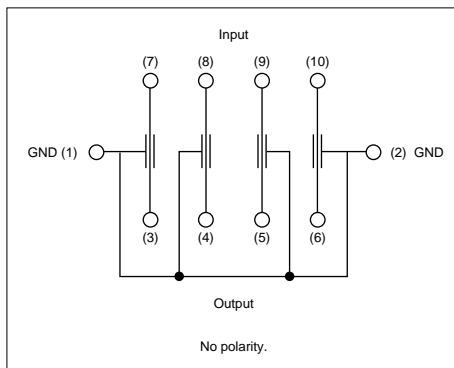 Input
(7) (8) (9) (10)
GND (1) (2) GND
(3) (4) (5) (6)
Output
No polarity.